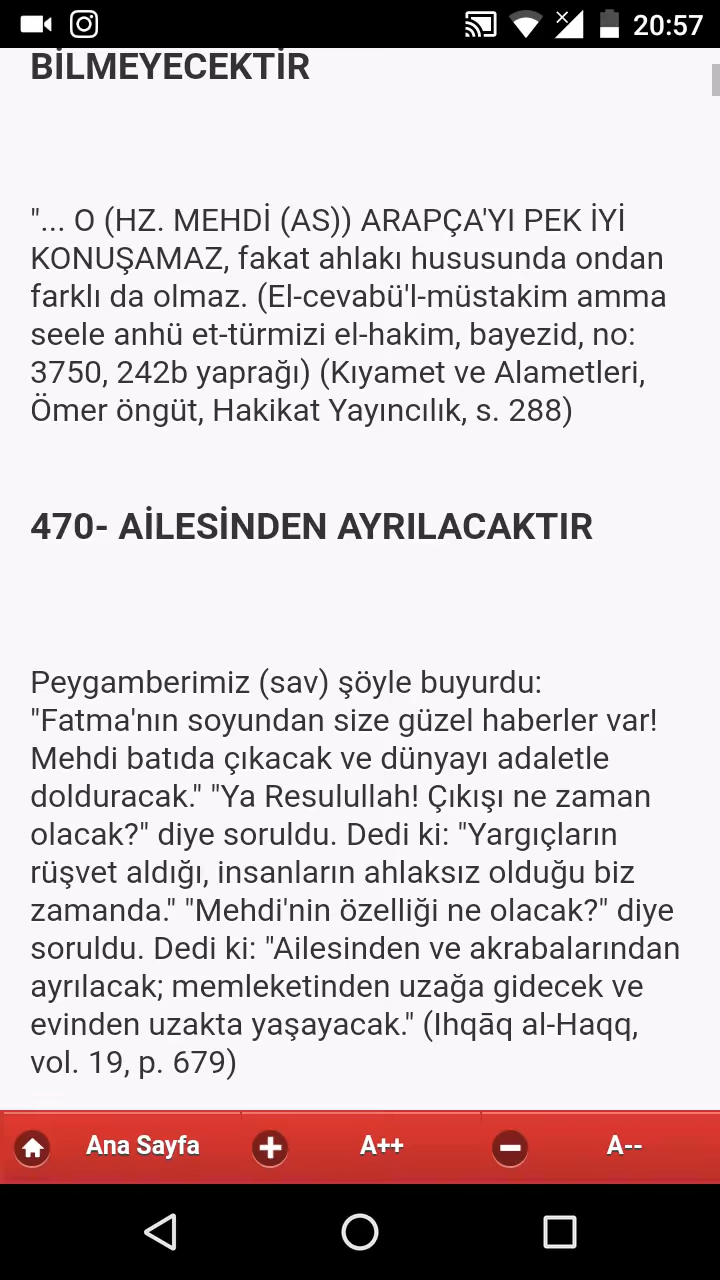 20:57
BİLMEYECEKTİR
"... O (HZ. MEHDİ (AS)) ARAPÇA'YI PEK İYİ
KONUŞAMAZ, fakat ahlakı hususunda ondan
farklı da olmaz. (El-cevabü'l-müstakim amma
seele anhü et-türmizi el-hakim, bayezid, no:
3750, 242b yaprağı) (Kıyamet ve Alametleri,
Ömer öngüt, Hakikat Yayıncılık, s. 288)
470- AİLESİNDEN AYRILACAKTIR
Peygamberimiz (sav) şöyle buyurdu:
"Fatma'nın soyundan size güzel haberler var!
Mehdi batıda çıkacak ve dünyayı adaletle
dolduracak." "Ya Resulullah! Çıkışı ne zaman
olacak?" diye soruldu. Dedi ki: "Yargıçların
rüşvet aldığı, insanların ahlaksız olduğu biz
zamanda." "Mehdi'nin özelliği ne olacak?" diye
soruldu. Dedi ki: "Ailesinden ve akrabalarından
ayrılacak; memleketinden uzağa gidecek ve
evinden uzakta yaşayacak." (Ihqāq al-Haqq,
vol. 19, p. 679)
Ana Sayfa A++ A--